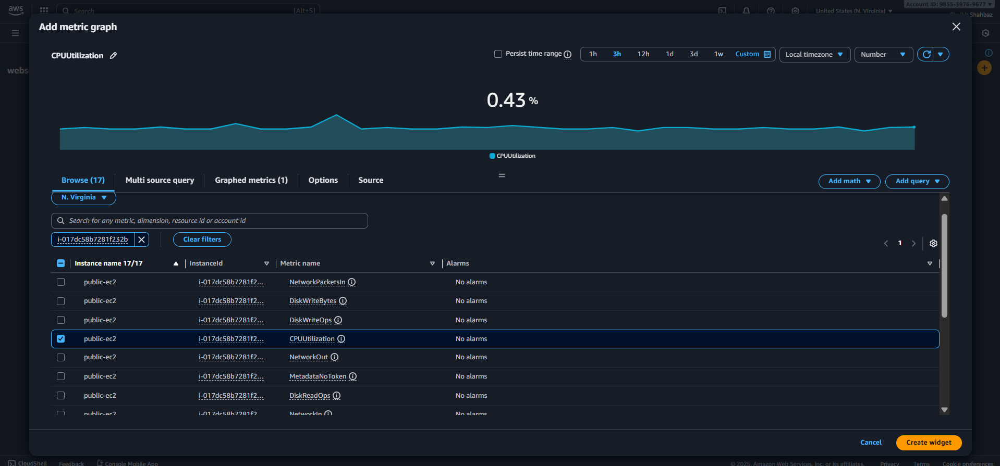 aws
Search [Alt+S]
United States (N. Virginia)
Account ID: 9855-3976-9677
Shahbaz
Add metric graph
CPUUtilization
Persist time range
1h 3h 12h 1d 3d 1w Custom
Local timezone
Number
webs
0.43 %
CPUUtilization
Browse (17) Multi source query Graphed metrics (1) Options Source
Add math Add query
N. Virginia
Search for any metric, dimension, resource id or account id
i-017dc58b7281f232b
Clear filters
1
Instance name 17/17 InstanceId Metric name Alarms
public-ec2 i-017dc58b7281f2... NetworkPacketsIn No alarms
public-ec2 i-017dc58b7281f2... DiskWriteBytes No alarms
public-ec2 i-017dc58b7281f2... DiskWriteOps No alarms
public-ec2 i-017dc58b7281f2... CPUUtilization No alarms
public-ec2 i-017dc58b7281f2... NetworkOut No alarms
public-ec2 i-017dc58b7281f2... MetadataNoToken No alarms
public-ec2 i-017dc58b7281f2... DiskReadOps No alarms
public-ec2 i-017dc58b7281f2 NetworkIn No alarms
Cancel Create widget
CloudShell Feedback Console Mobile App
© 2025, Amazon Web Services, Inc. or its affiliates. Privacy Terms Cookie preferences